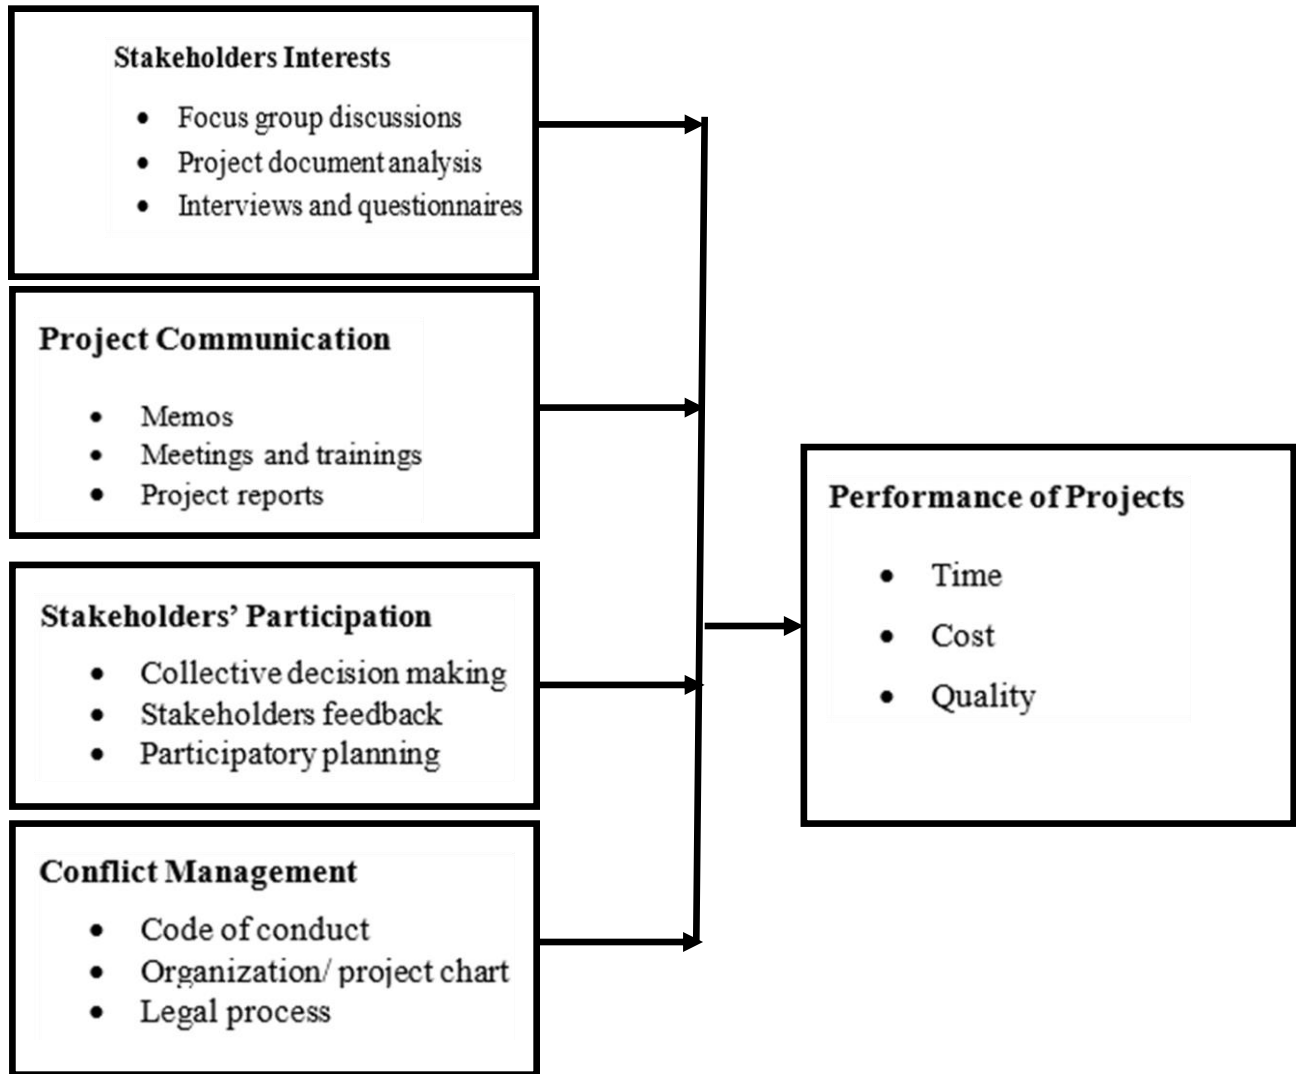 Stakeholders Interests
• Focus group discussions
• Project document analysis
• Interviews and questionnaires
Project Communication
• Memos
• Meetings and trainings
• Project reports
Stakeholders’ Participation
• Collective decision making
• Stakeholders feedback
• Participatory planning
Conflict Management
• Code of conduct
• Organization/ project chart
• Legal process
Performance of Projects
• Time
• Cost
• Quality